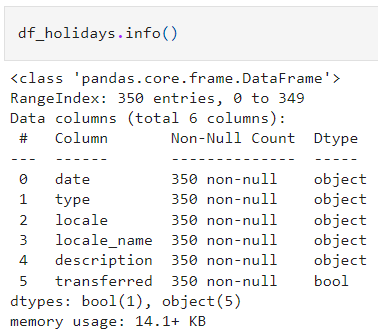 df_holidays.info()
<class 'pandas.core.frame.DataFrame'>
RangeIndex: 350 entries, 0 to 349
Data columns (total 6 columns):
 #   Column       Non-Null Count  Dtype
---  ------       --------------  -----
 0   date         350 non-null    object
 1   type         350 non-null    object
 2   locale       350 non-null    object
 3   locale_name  350 non-null    object
 4   description  350 non-null    object
 5   transferred  350 non-null    bool
dtypes: bool(1), object(5)
memory usage: 14.1+ KB